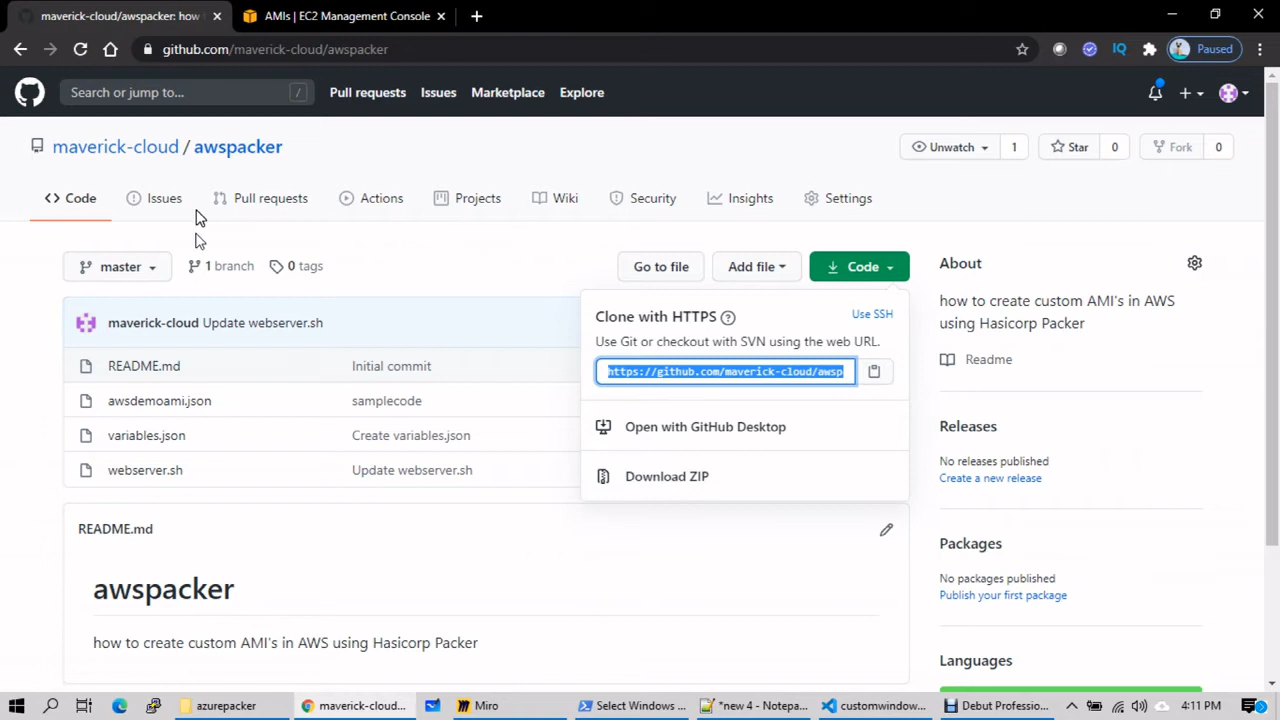 maverick-cloud/awspacker: how
AMIs | EC2 Management Console
github.com/maverick-cloud/awspacker
IQ
Paused
Search or jump to... /
Pull requests Issues Marketplace Explore
maverick-cloud / awspacker
Unwatch 1 Star 0 Fork 0
Code Issues Pull requests Actions Projects Wiki Security Insights Settings
master 1 branch 0 tags
Go to file Add file Code
About
how to create custom AMI's in AWS
using Hasicorp Packer
Readme
maverick-cloud Update webserver.sh
README.md Initial commit
awsdemoami.json samplecode
variables.json Create variables.json
webserver.sh Update webserver.sh
Clone with HTTPS ?
Use SSH
Use Git or checkout with SVN using the web URL.
https://github.com/maverick-cloud/awsp
Open with GitHub Desktop
Download ZIP
Releases
No releases published
Create a new release
README.md
awspacker
how to create custom AMI's in AWS using Hasicorp Packer
Packages
No packages published
Publish your first package
Languages
azurepacker
maverick-cloud...
Miro
Select Windows ...
*new 4 - Notepa...
customwindow...
Debut Professio...
4:11 PM